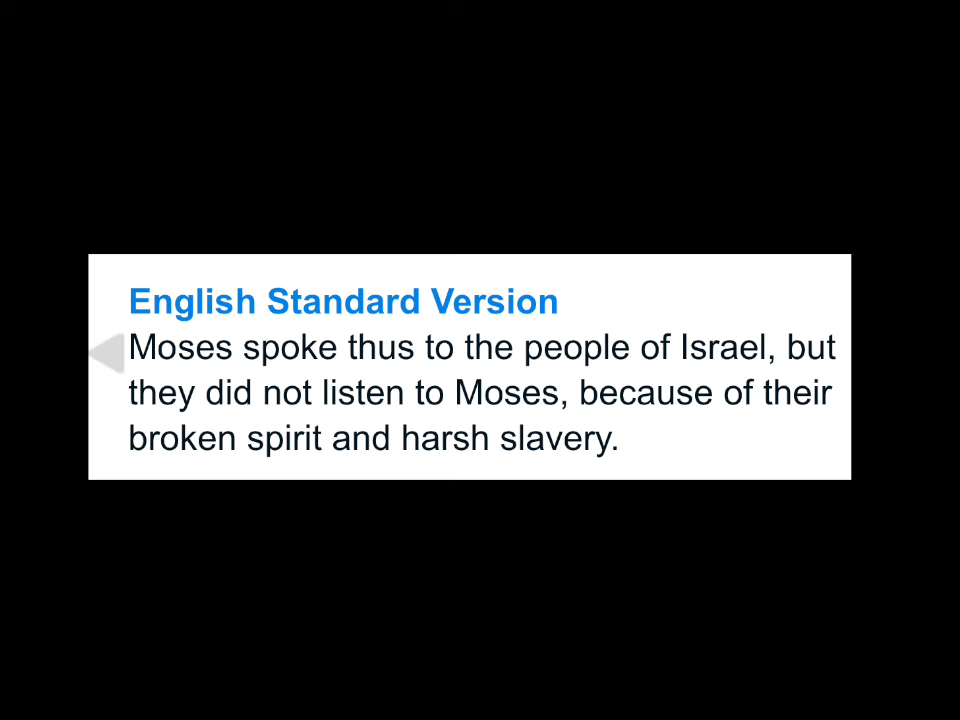 English Standard Version
Moses spoke thus to the people of Israel, but
they did not listen to Moses, because of their
broken spirit and harsh slavery.